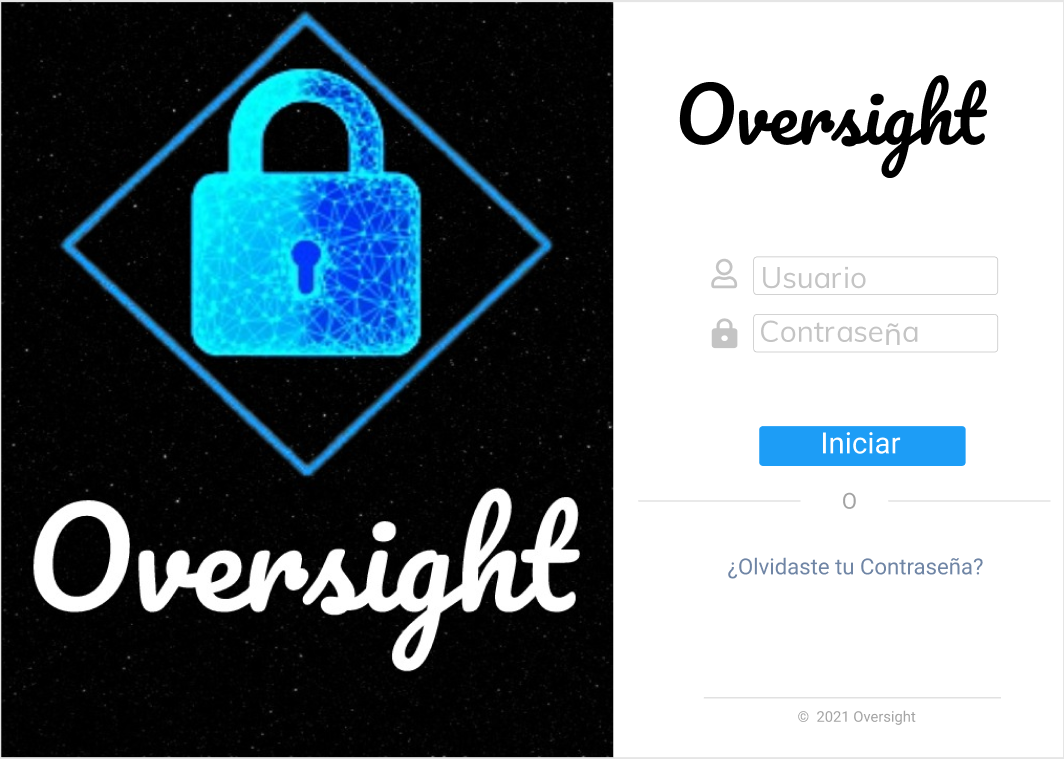 Oversight
Oversight
Usuario
Contraseña
Iniciar
O
¿Olvidaste tu Contraseña?
© 2021 Oversight